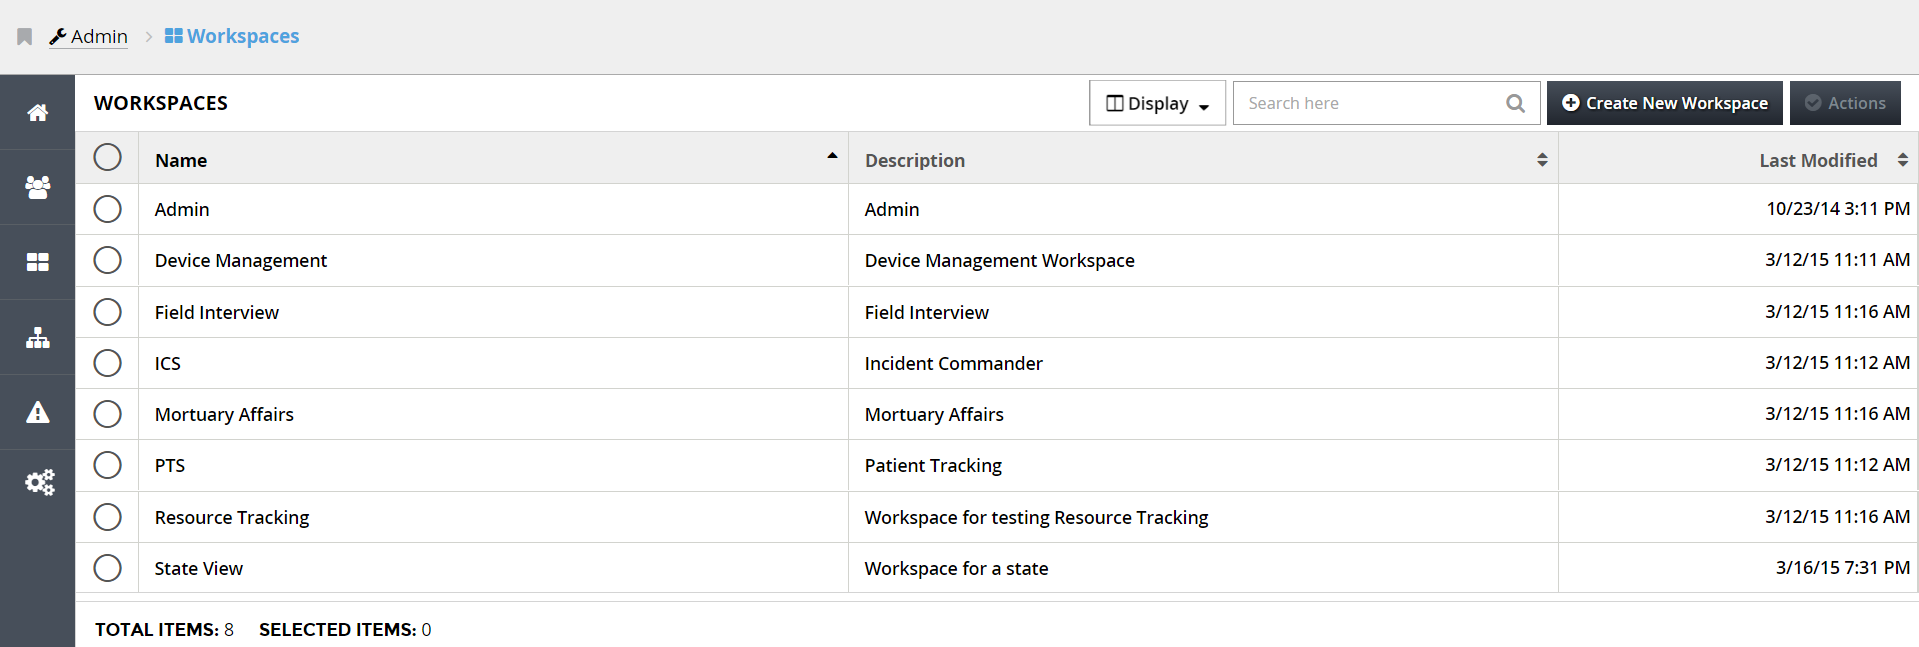 Admin > Workspaces
WORKSPACES Display Search here Create New Workspace Actions
Name Description Last Modified
Admin Admin 10/23/14 3:11 PM
Device Management Device Management Workspace 3/12/15 11:11 AM
Field Interview Field Interview 3/12/15 11:16 AM
ICS Incident Commander 3/12/15 11:12 AM
Mortuary Affairs Mortuary Affairs 3/12/15 11:16 AM
PTS Patient Tracking 3/12/15 11:12 AM
Resource Tracking Workspace for testing Resource Tracking 3/12/15 11:16 AM
State View Workspace for a state 3/16/15 7:31 PM
TOTAL ITEMS: 8 SELECTED ITEMS: 0